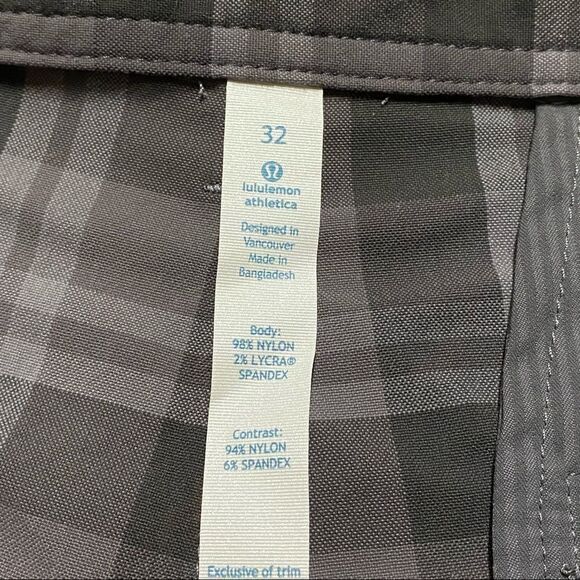 32
lululemon
athletica
Designed in
Vancouver
Made in
Bangladesh
Body:
98% NYLON
2% LYCRA®
SPANDEX
Contrast:
94% NYLON
6% SPANDEX
Exclusive of trim